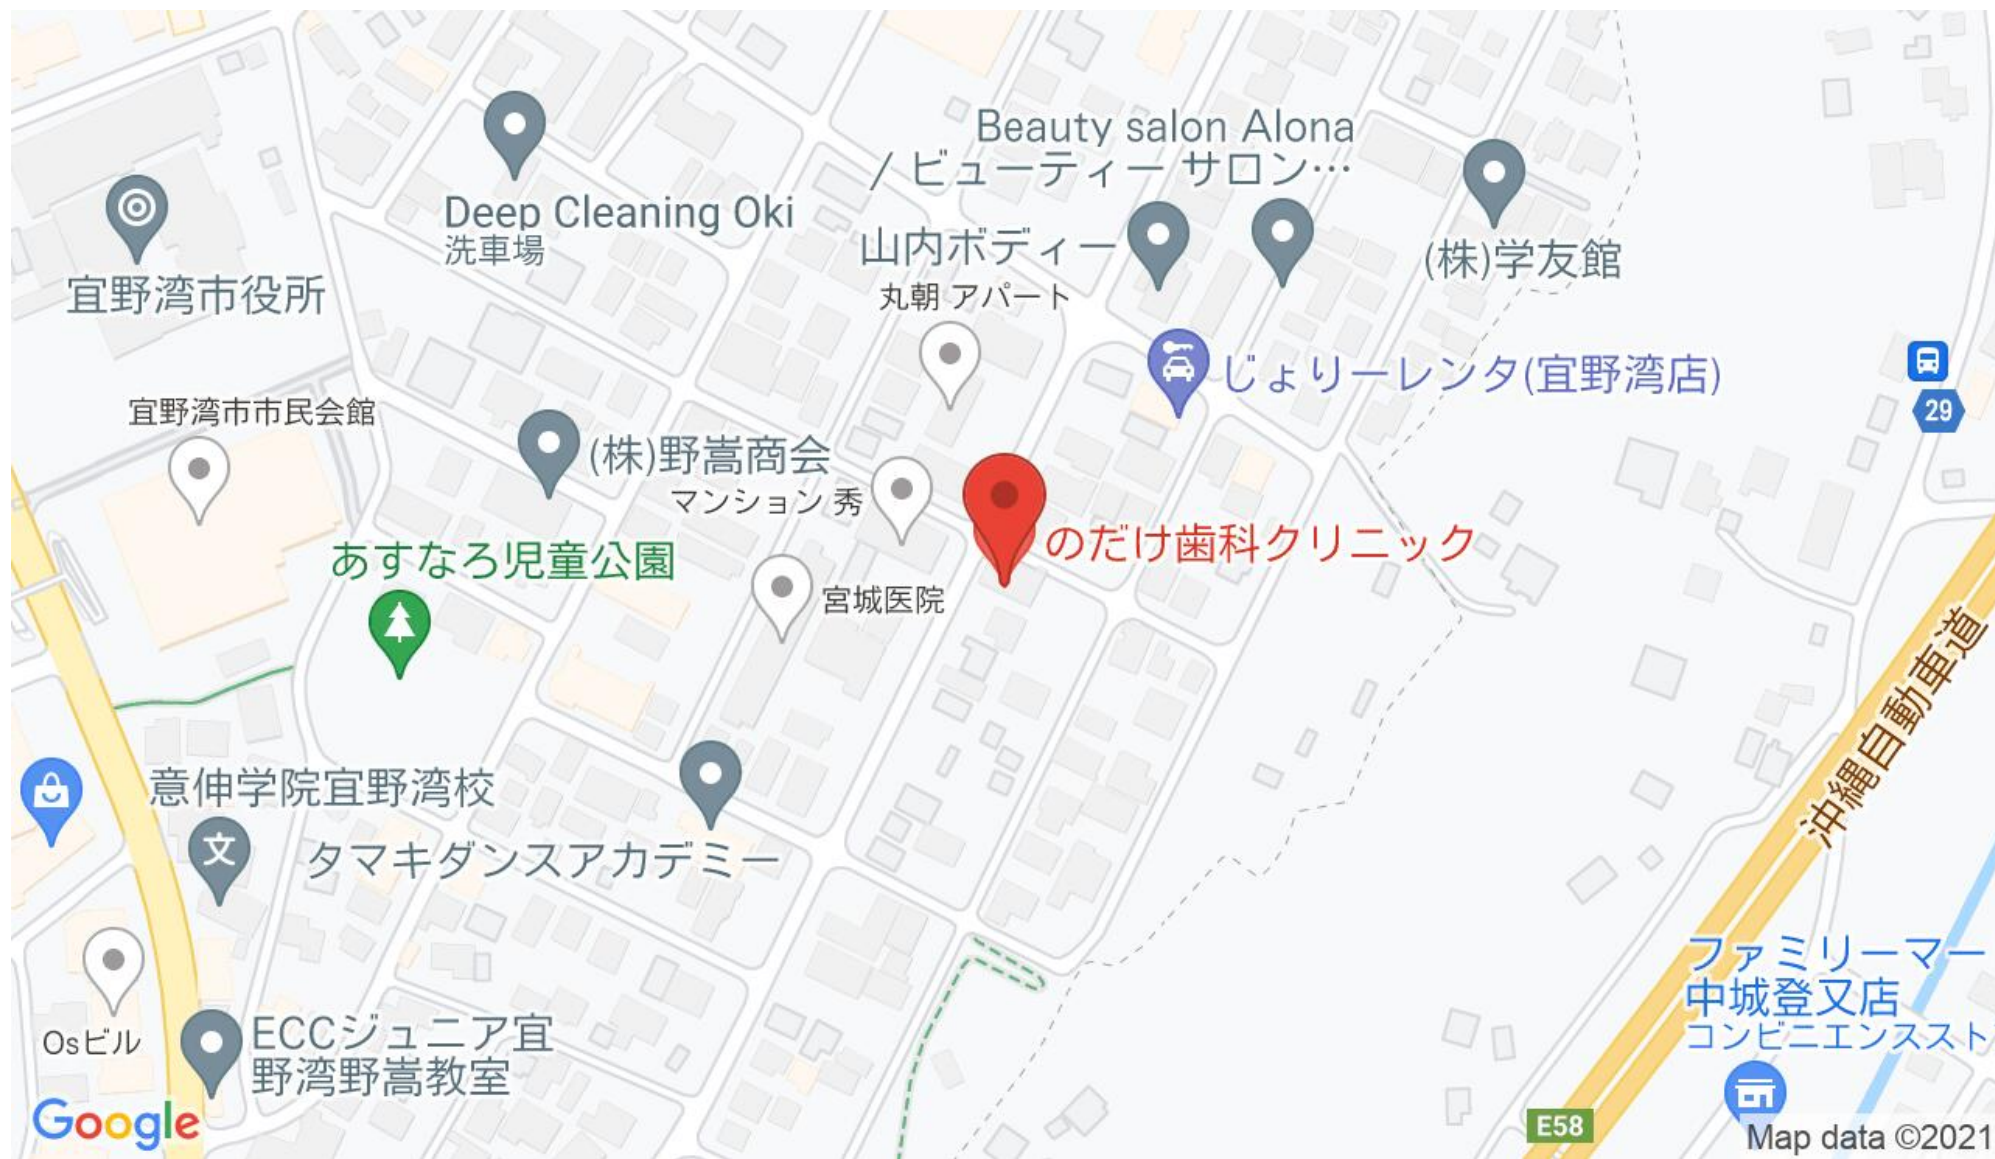 Beauty salon Alona
/ ビューティー サロン…
Deep Cleaning Oki
洗車場
山内ボディー
(株)学友館
宜野湾市役所
丸朝 アパート
じょりーレンタ(宜野湾店)
29
宜野湾市市民会館
(株)野嵩商会
マンション 秀
のだけ歯科クリニック
あすなろ児童公園
宮城医院
沖縄自動車道
意伸学院宜野湾校
文
タマキダンスアカデミー
ファミリーマー
中城登又店
コンビニエンススト
Osビル
ECCジュニア宜
野湾野嵩教室
Google
E58
Map data ©2021